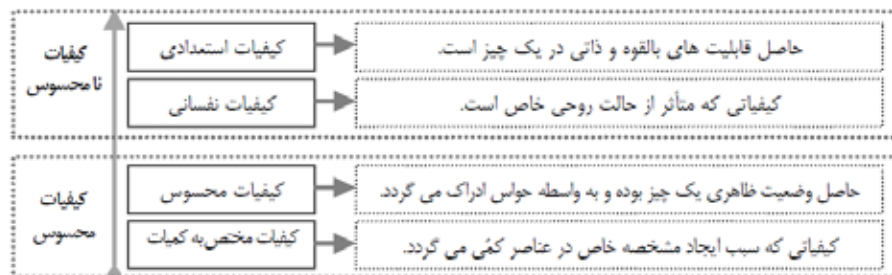 کیفیات نامحسوس
کیفیات استعدادی
حاصل قابلیت های بالقوه و ذاتی در یک چیز است.
کیفیات نفسانی
کیفیاتی که متأثر از حالت روحی خاص است.
کیفیات محسوس
کیفیات محسوس
حاصل وضعیت ظاهری یک چیز بوده و به واسطه حواس ادراک می گردد.
کیفیات مختص به کمیات
کیفیاتی که سبب ایجاد مشخصه خاص در عناصر کمّی می گردد.